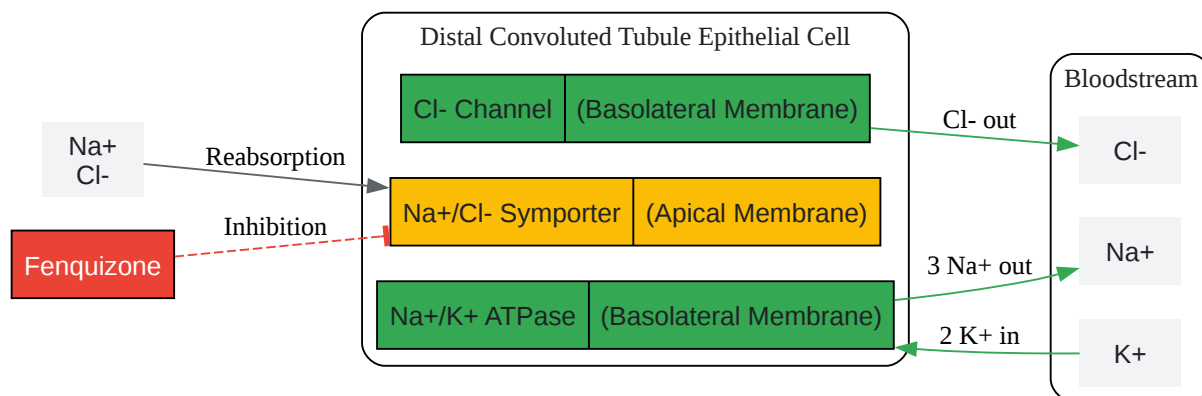 Distal Convoluted Tubule Epithelial Cell
Cl- Channel (Basolateral Membrane)
Cl- out
Bloodstream
Cl-
Na+
Cl-
Reabsorption
Na+/Cl- Symporter (Apical Membrane)
Inhibition
Fenquizone
3 Na+ out
Na+
Na+/K+ ATPase (Basolateral Membrane)
2 K+ in
K+